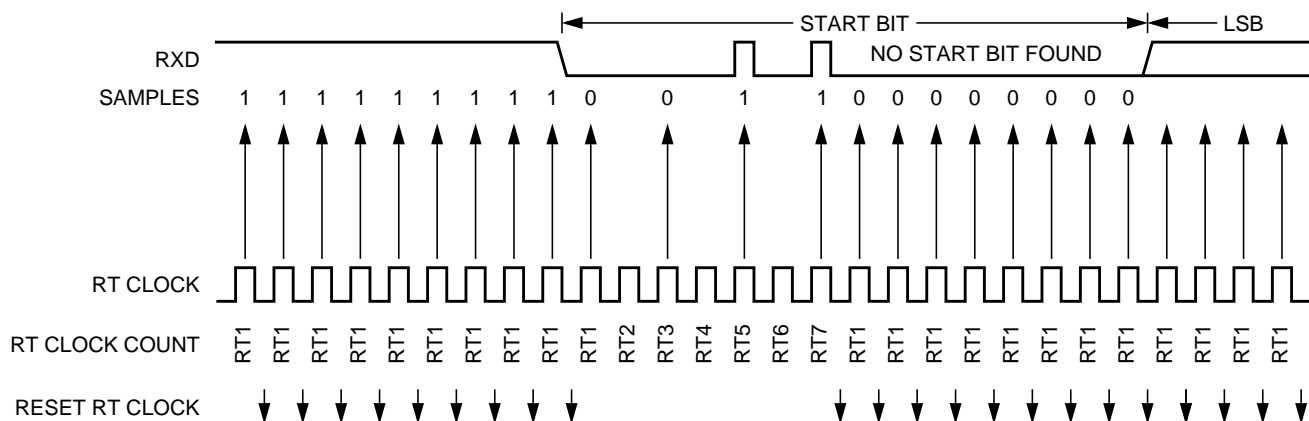 START BIT LSB
RXD NO START BIT FOUND
SAMPLES 1 1 1 1 1 1 1 1 1 0 0 1 1 0 0 0 0 0 0 0 0
RT CLOCK
RT CLOCK COUNT RT1 RT1 RT1 RT1 RT1 RT1 RT1 RT1 RT1 RT1 RT2 RT3 RT4 RT5 RT6 RT7 RT1 RT1 RT1 RT1 RT1 RT1 RT1 RT1 RT1 RT1 RT1 RT1
RESET RT CLOCK